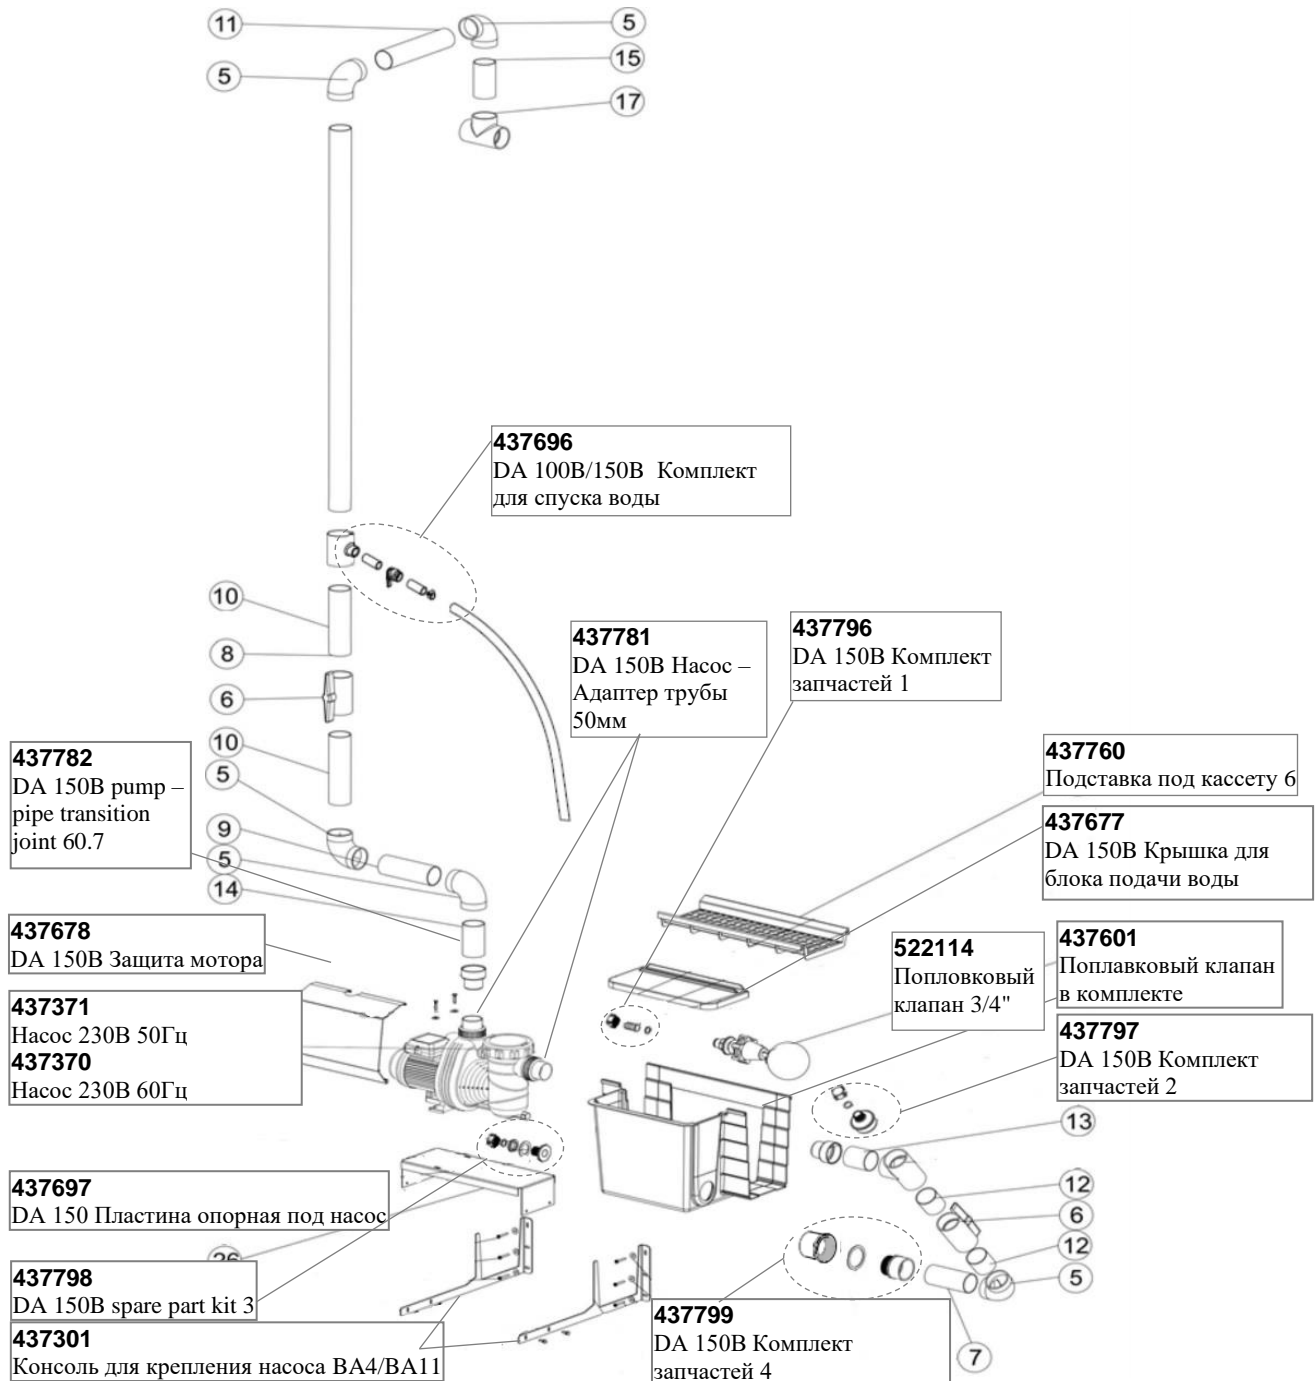 11
5
5
15
17
437696
DA 100B/150B Комплект
для спуска воды
10
8
6
10
5
9
5
14
437781
DA 150B Насос –
Адаптер трубы
50мм
437796
DA 150B Комплект
запчастей 1
437782
DA 150B pump –
pipe transition
joint 60.7
437760
Подставка под кассету 6
437677
DA 150B Крышка для
блока подачи воды
437678
DA 150B Защита мотора
437371
Насос 230В 50Гц
437370
Насос 230В 60Гц
522114
Попловковый
клапан 3/4"
437601
Поплавковый клапан
в комплекте
437797
DA 150B Комплект
запчастей 2
13
12
6
12
5
7
437697
DA 150 Пластина опорная под насос
26
437798
DA 150B spare part kit 3
437301
Консоль для крепления насоса BA4/BA11
437799
DA 150B Комплект
запчастей 4